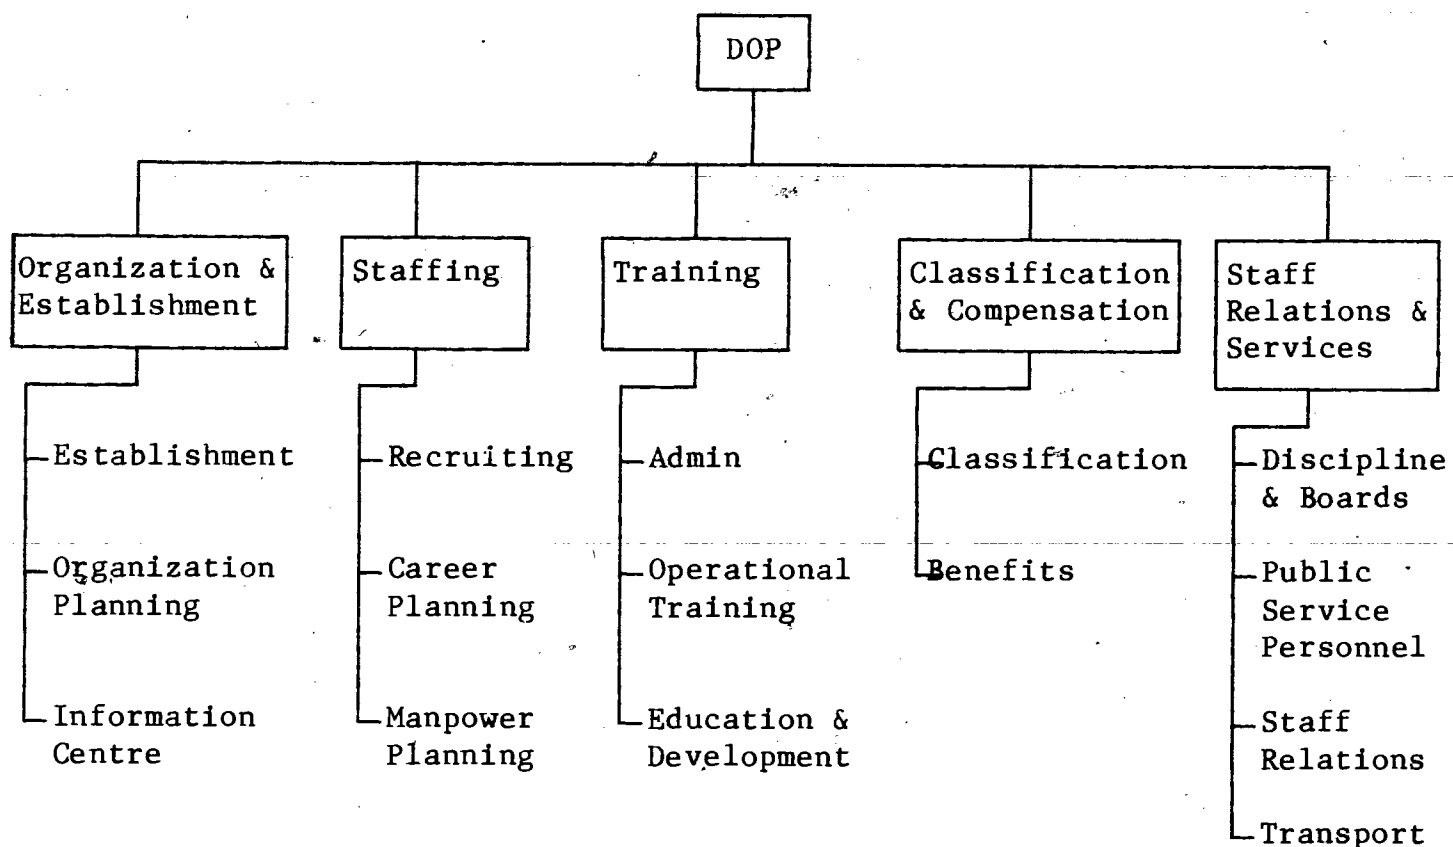 DOP
Organization &
Establishment
Establishment
Organization
Planning
Information
Centre
Staffing
Recruiting
Career
Planning
Manpower
Planning
Training
Admin
Operational
Training
Education &
Development
Classification
& Compensation
Classification
Benefits
Staff
Relations &
Services
Discipline
& Boards
Public
Service
Personnel
Staff
Relations
Transport